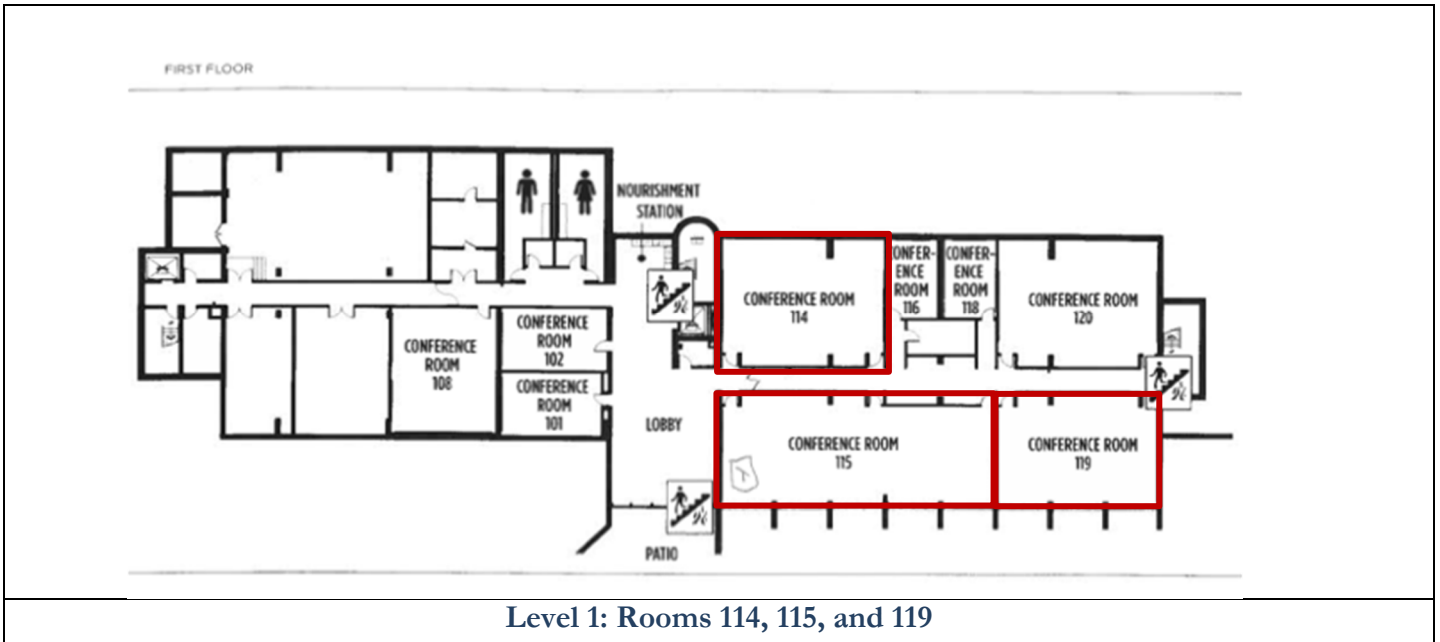 FIRST FLOOR
NOURISHMENT
STATION
CONFERENCE ROOM
114
ONFER-
ENCE
ROOM
116
CONFER-
ENCE
ROOM
118
CONFERENCE ROOM
120
CONFERENCE
ROOM
108
CONFERENCE
ROOM
102
CONFERENCE
ROOM
101
LOBBY
CONFERENCE ROOM
115
CONFERENCE ROOM
119
PATIO
Level 1: Rooms 114, 115, and 119